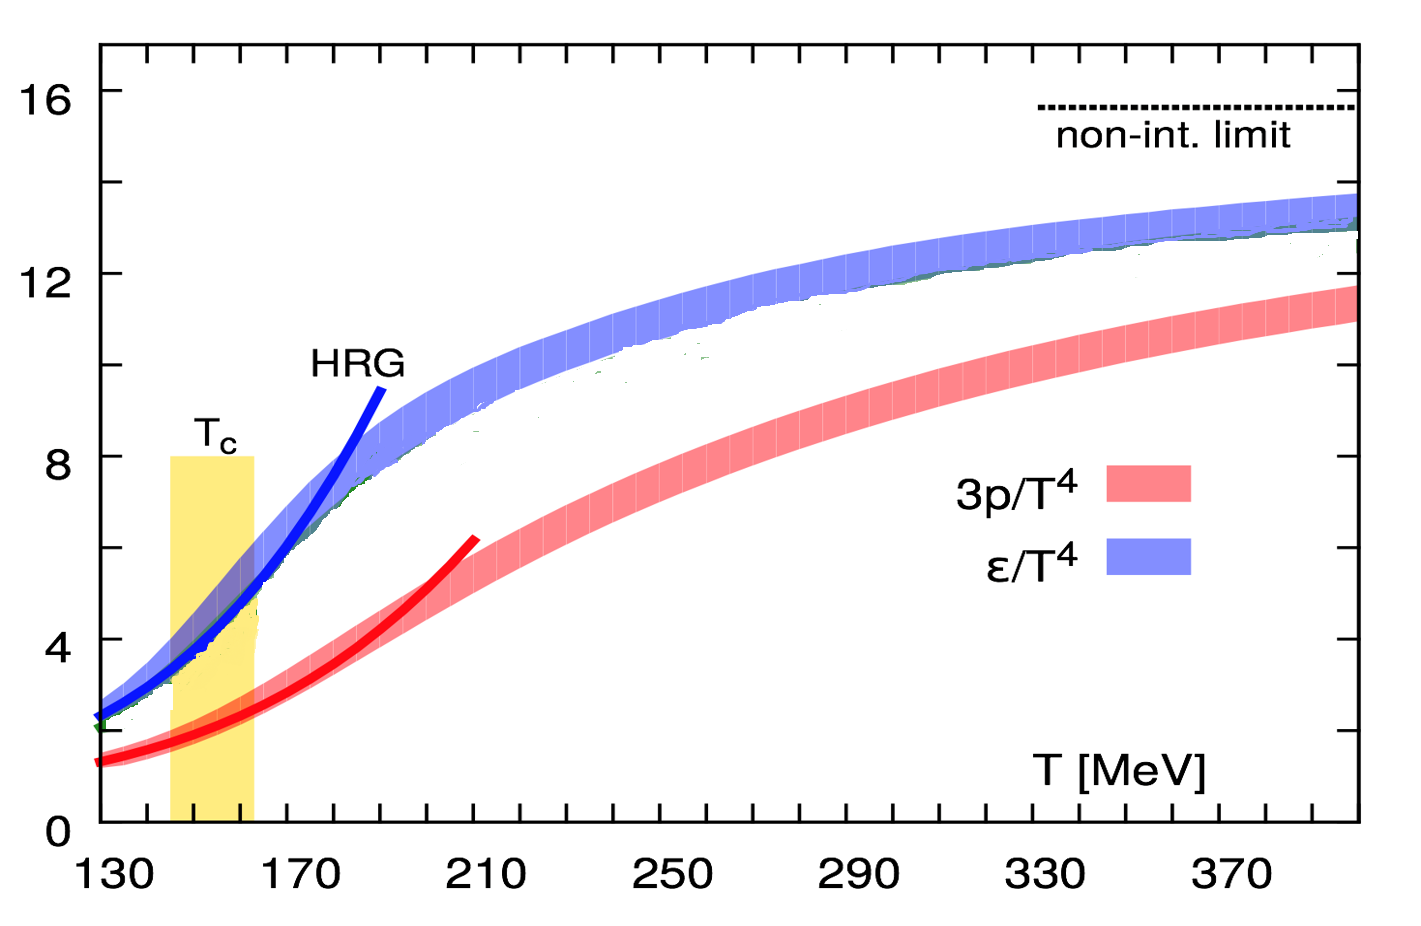 16
non-int. limit
12
HRG
T_c
8
3p/T^4
ε/T^4
4
T [MeV]
0
130 170 210 250 290 330 370